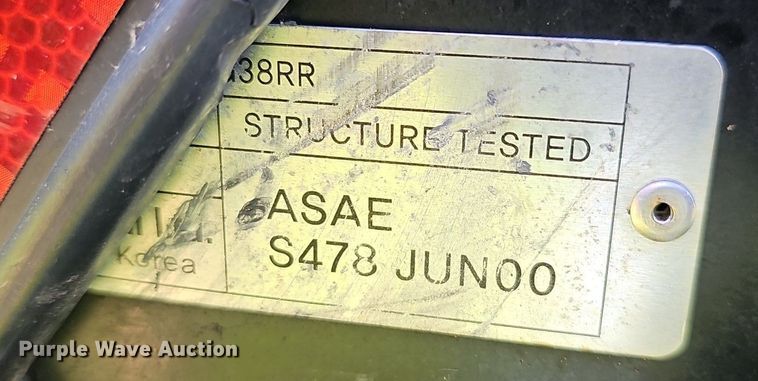 38RR
STRUCTURE TESTED
ASAE
S478 JUN00
Korea
Purple Wave Auction